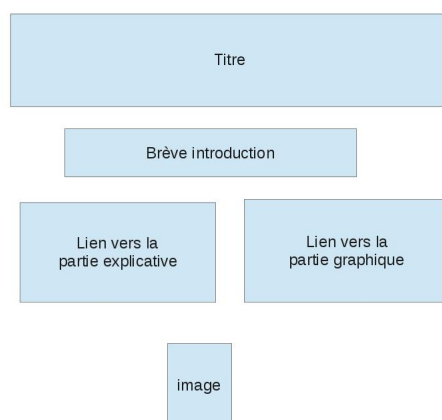 Titre
Brève introduction
Lien vers la
partie explicative
Lien vers la
partie graphique
image